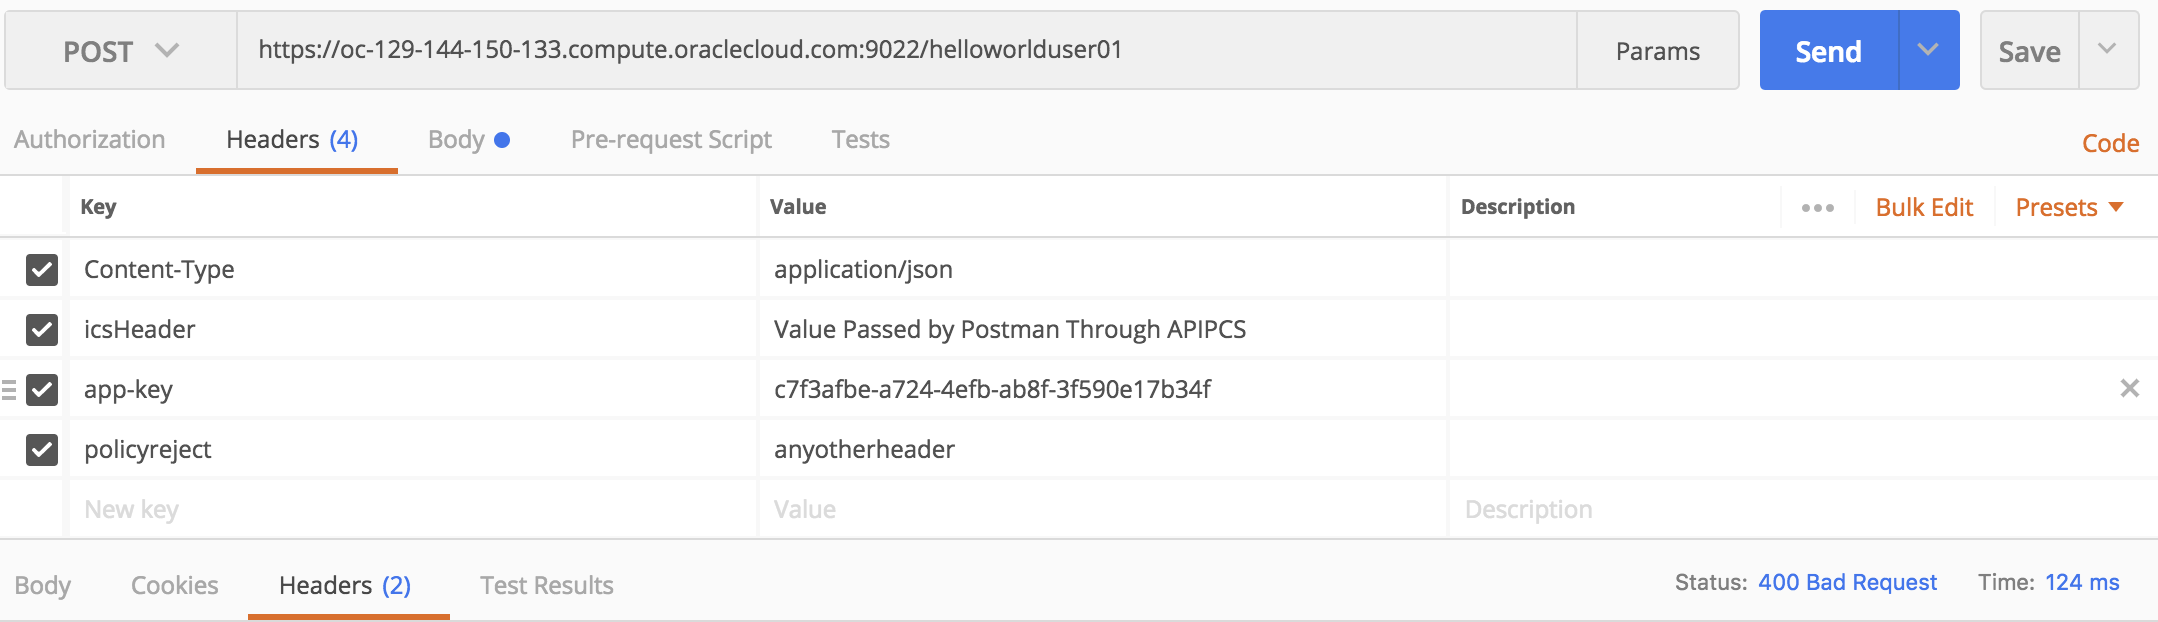 POST https://oc-129-144-150-133.compute.oraclecloud.com:9022/helloworlduser01 Params Send Save
Authorization Headers (4) Body Pre-request Script Tests Code
Key Value Description Bulk Edit Presets
Content-Type application/json
icsHeader Value Passed by Postman Through APIPCS
app-key c7f3afbe-a724-4efb-ab8f-3f590e17b34f
policyreject anyotherheader
New key Value Description
Body Cookies Headers (2) Test Results Status: 400 Bad Request Time: 124 ms